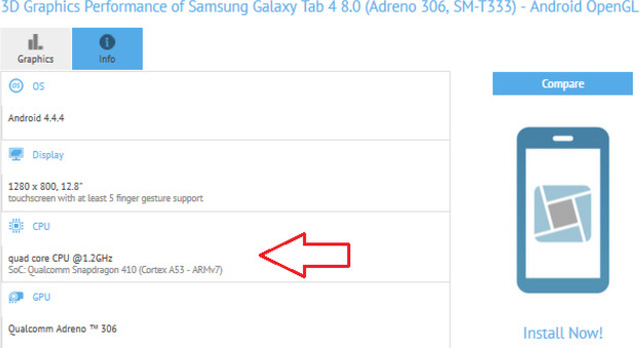 3D Graphics Performance of Samsung Galaxy Tab 4 8.0 (Adreno 306, SM-T333) - Android OpenGL
Graphics
Info
OS
OS
Android 4.4.4
Display
1280 x 800, 12.8"
touchscreen with at least 5 finger gesture support
CPU
quad core CPU @1.2GHz
SoC: Qualcomm Snapdragon 410 (Cortex A53 - ARMv7)
GPU
Qualcomm Adreno ™ 306
Compare
Install Now!